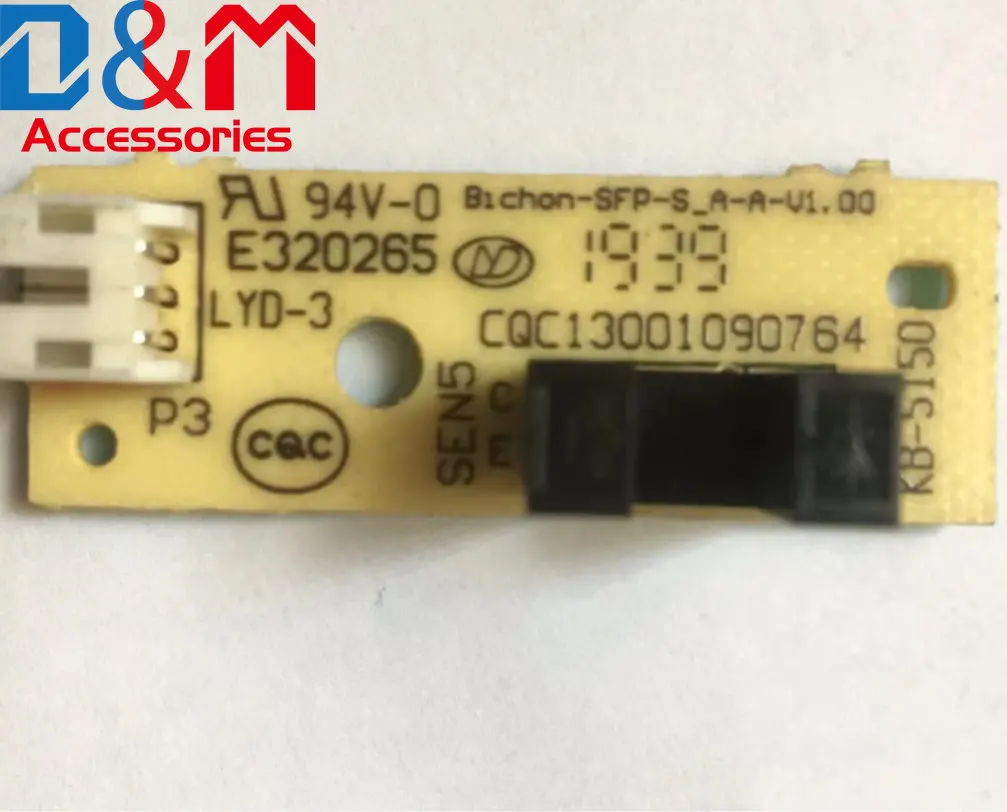 D&M
Accessories
94V-0
Bichon-SFP-S_A-A-V1.00
E320265
1939
LYD-3
CQC13001090764
P3
CQC
SEN5
C
E
KB-5150